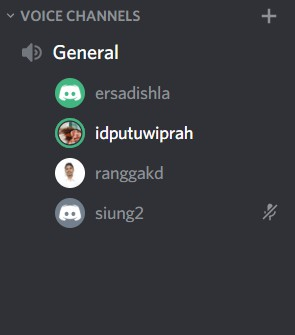 VOICE CHANNELS
General
ersadishla
idputuwiprah
ranggakd
siung2